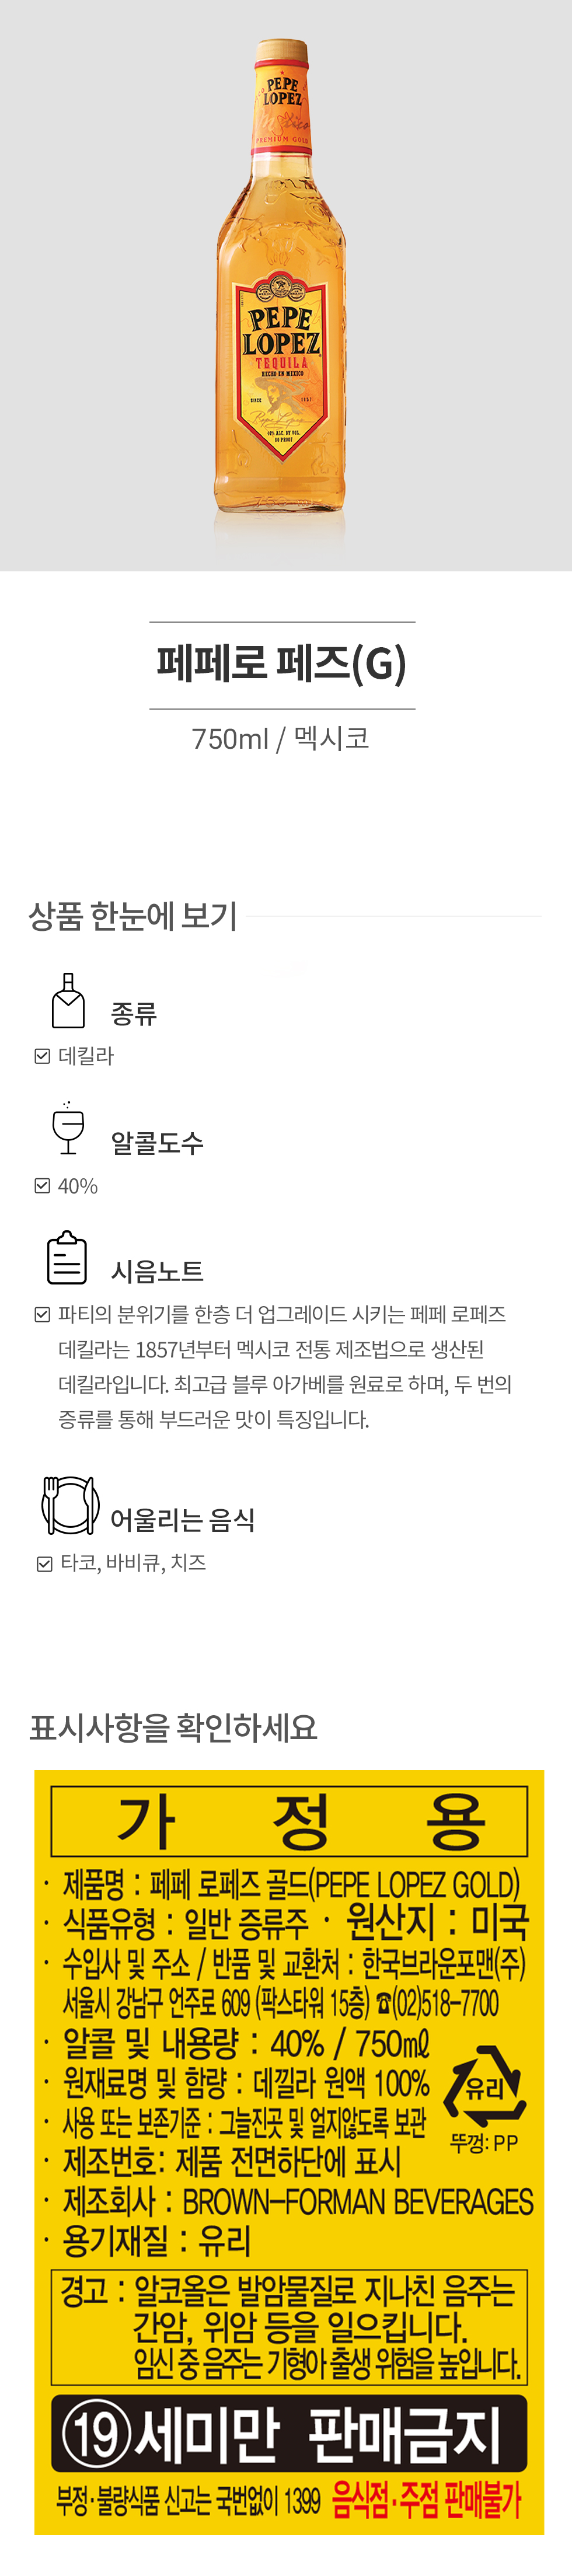 PEPE
LOPEZ
PREMIUM GOLD
PEPE
LOPEZ
TEQUILA
HECHO EN MEXICO
SINCE 1857
Pepe Lopez
40% ALC. BY VOL.
80 PROOF
페페로 페즈(G)
750ml / 멕시코
상품 한눈에 보기
종류
데킬라
알콜도수
40%
시음노트
파티의 분위기를 한층 더 업그레이드 시키는 페페 로페즈
데킬라는 1857년부터 멕시코 전통 제조법으로 생산된
데킬라입니다. 최고급 블루 아가베를 원료로 하며, 두 번의
증류를 통해 부드러운 맛이 특징입니다.
어울리는 음식
타코, 바비큐, 치즈
표시사항을 확인하세요
가 정 용
· 제품명 : 페페 로페즈 골드(PEPE LOPEZ GOLD)
· 식품유형 : 일반 증류주 · 원산지 : 미국
· 수입사 및 주소 / 반품 및 교환처 : 한국브라운포맨(주)
서울시 강남구 언주로 609 (팍스타워 15층) ☎(02)518-7700
· 알콜 및 내용량 : 40% / 750㎖
· 원재료명 및 함량 : 데낄라 원액 100%
유리
· 사용 또는 보존기준 : 그늘진곳 및 얼지않도록 보관
뚜껑: PP
· 제조번호: 제품 전면하단에 표시
· 제조회사 : BROWN-FORMAN BEVERAGES
· 용기재질 : 유리
경고 : 알코올은 발암물질로 지나친 음주는
간암, 위암 등을 일으킵니다.
임신 중 음주는 기형아 출생 위험을 높입니다.
⑲세미만 판매금지
부정·불량식품 신고는 국번없이 1399 음식점·주점 판매불가